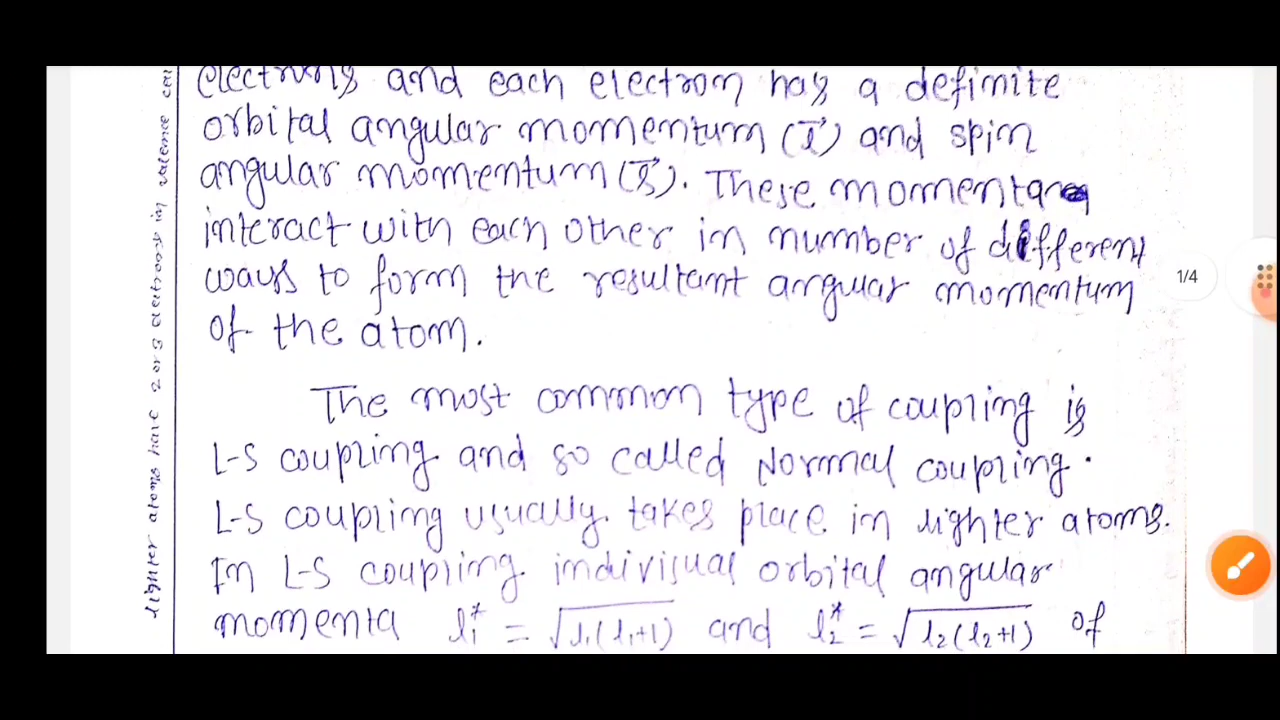 electrons and each electron has a definite
orbital angular momentum (l⃗) and spin
angular momentum (s⃗). These momenta
interact with each other in number of different
ways to form the resultant angular momentum
of the atom.
The most common type of coupling is
L-S coupling and so called Normal coupling.
L-S coupling usually takes place in lighter atoms.
In L-S coupling indivisual orbital angular
momenta l₁* = √l₁(l₁+1) and l₂* = √l₂(l₂+1) of
lighter atoms have 2 or 3 electrons in valence
1/4